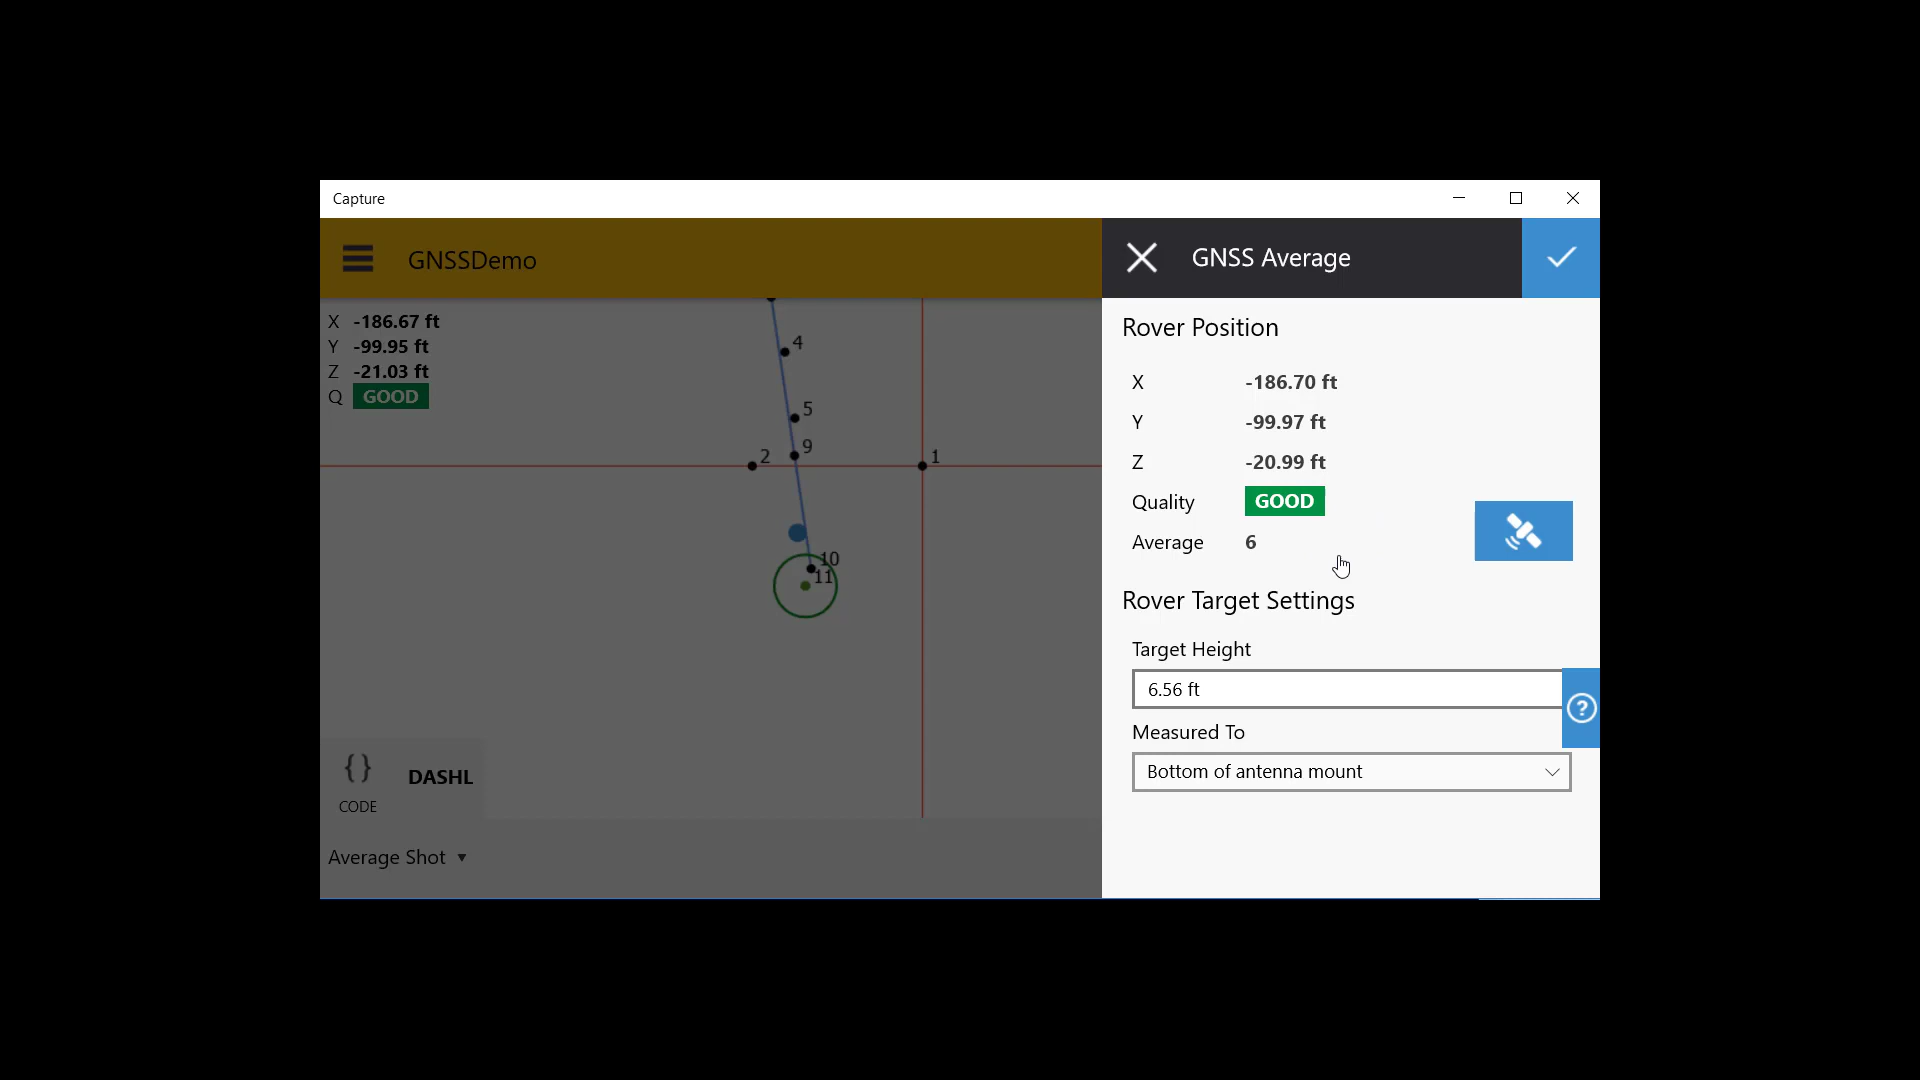 Capture
GNSSDemo
X -186.67 ft
Y -99.95 ft
Z -21.03 ft
Q GOOD
4
5
9
2
1
10
11
{} DASHL
CODE
Average Shot ▼
GNSS Average
Rover Position
X -186.70 ft
Y -99.97 ft
Z -20.99 ft
Quality GOOD
Average 6
Rover Target Settings
Target Height
6.56 ft
?
Measured To
Bottom of antenna mount